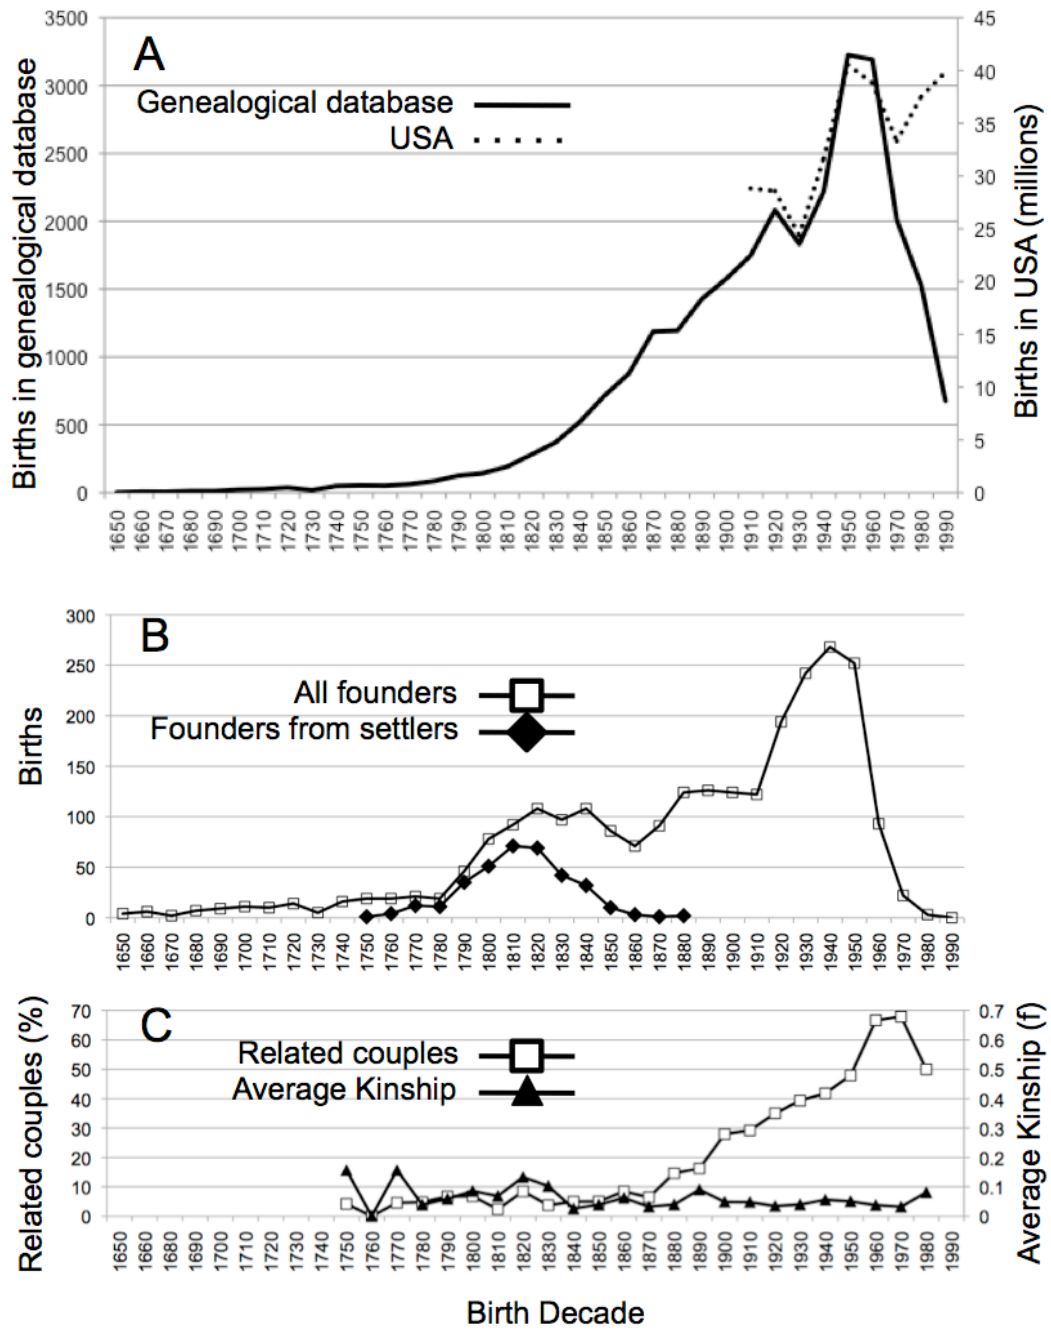 A
Births in genealogical database
3500
3000
2500
2000
1500
1000
500
0
Genealogical database
USA
45
40
35
30
25
20
15
10
5
0
Births in USA (millions)
1650 1660 1670 1680 1690 1700 1710 1720 1730 1740 1750 1760 1770 1780 1790 1800 1810 1820 1830 1840 1850 1860 1870 1880 1890 1900 1910 1920 1930 1940 1950 1960 1970 1980 1990
B
Births
300
250
200
150
100
50
0
All founders
Founders from settlers
1650 1660 1670 1680 1690 1700 1710 1720 1730 1740 1750 1760 1770 1780 1790 1800 1810 1820 1830 1840 1850 1860 1870 1880 1890 1900 1910 1920 1930 1940 1950 1960 1970 1980 1990
C
Related couples (%)
70
60
50
40
30
20
10
0
Related couples
Average Kinship
0.7
0.6
0.5
0.4
0.3
0.2
0.1
0
Average Kinship (f)
1650 1660 1670 1680 1690 1700 1710 1720 1730 1740 1750 1760 1770 1780 1790 1800 1810 1820 1830 1840 1850 1860 1870 1880 1890 1900 1910 1920 1930 1940 1950 1960 1970 1980 1990
Birth Decade